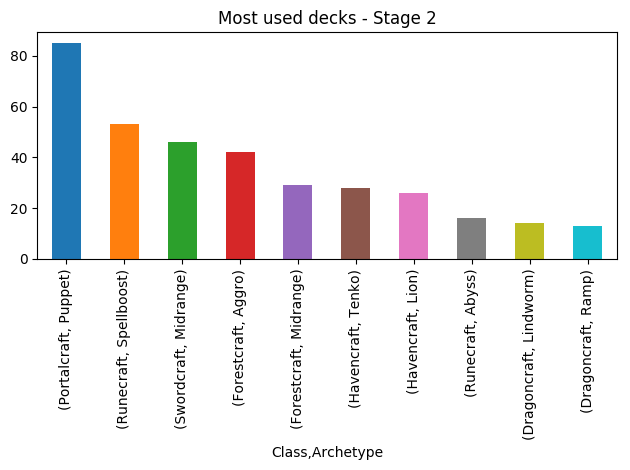 Most used decks - Stage 2
80
60
40
20
0
(Portalcraft, Puppet)
(Runecraft, Spellboost)
(Swordcraft, Midrange)
(Forestcraft, Aggro)
(Forestcraft, Midrange)
(Havencraft, Tenko)
(Havencraft, Lion)
(Runecraft, Abyss)
(Dragoncraft, Lindworm)
(Dragoncraft, Ramp)
Class,Archetype